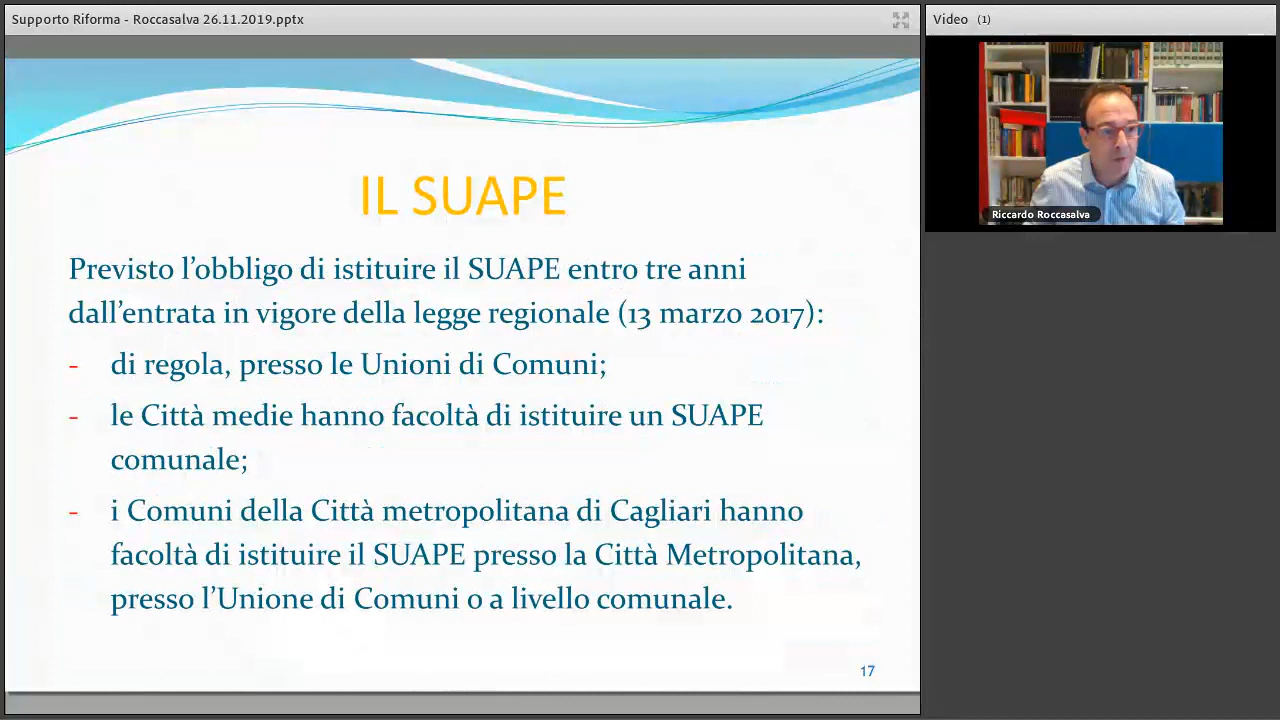 Supporto Riforma - Roccasalva 26.11.2019.pptx
Video (1)
Riccardo Roccasalva
IL SUAPE
Previsto l’obbligo di istituire il SUAPE entro tre anni
dall’entrata in vigore della legge regionale (13 marzo 2017):
- di regola, presso le Unioni di Comuni;
- le Città medie hanno facoltà di istituire un SUAPE
comunale;
- i Comuni della Città metropolitana di Cagliari hanno
facoltà di istituire il SUAPE presso la Città Metropolitana,
presso l’Unione di Comuni o a livello comunale.
17